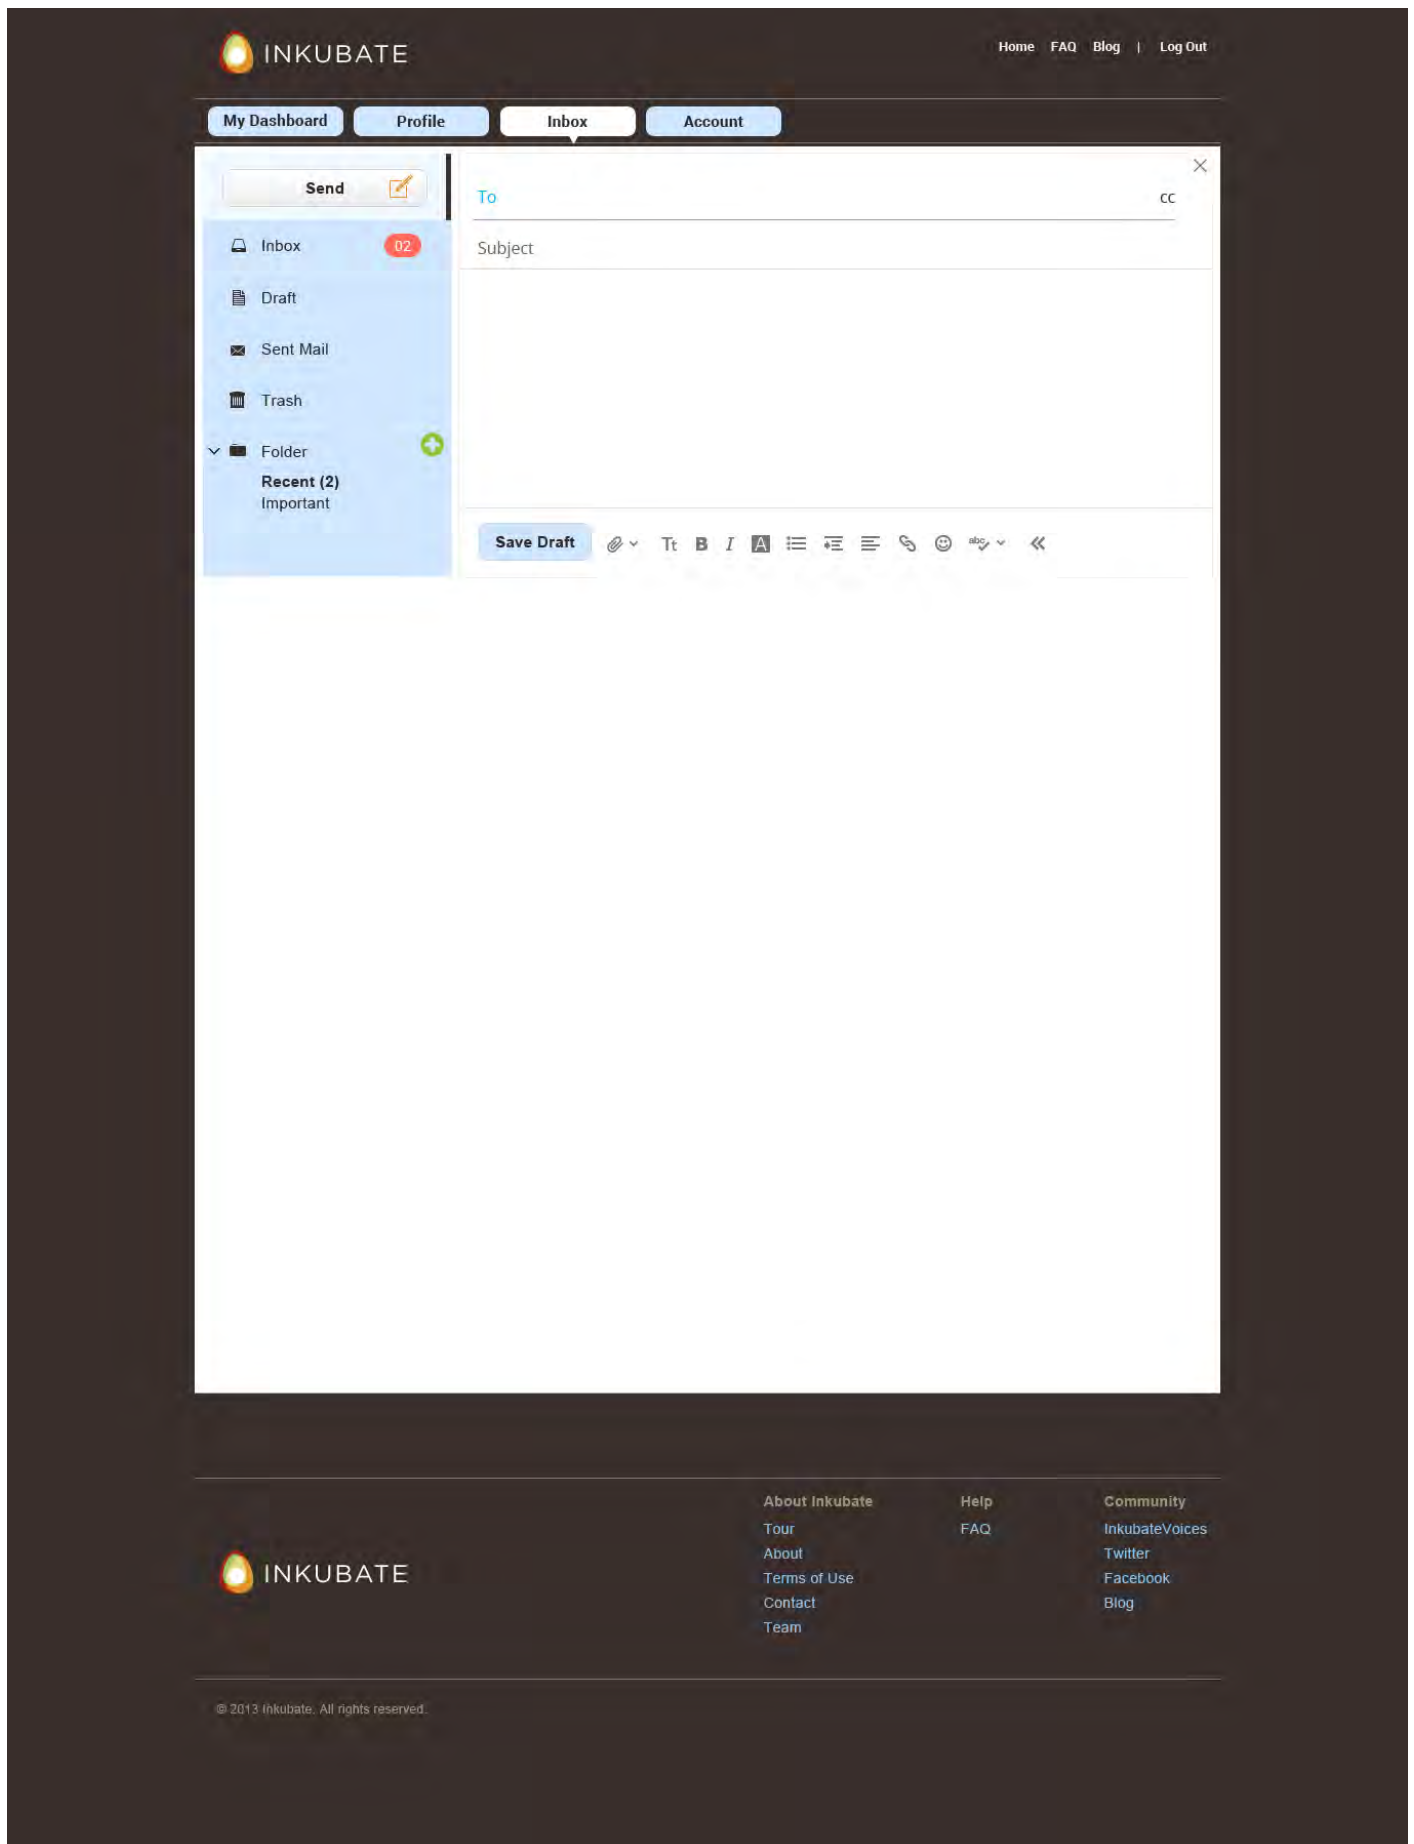 INKUBATE
Home FAQ Blog | Log Out
My Dashboard Profile Inbox Account
Send
To cc
Subject
Inbox 02
Draft
Sent Mail
Trash
Folder
Recent (2)
Important
Save Draft Tt B I A abc
About Inkubate
Tour
About
Terms of Use
Contact
Team
Help
FAQ
Community
InkubateVoices
Twitter
Facebook
Blog
INKUBATE
© 2013 Inkubate. All rights reserved.